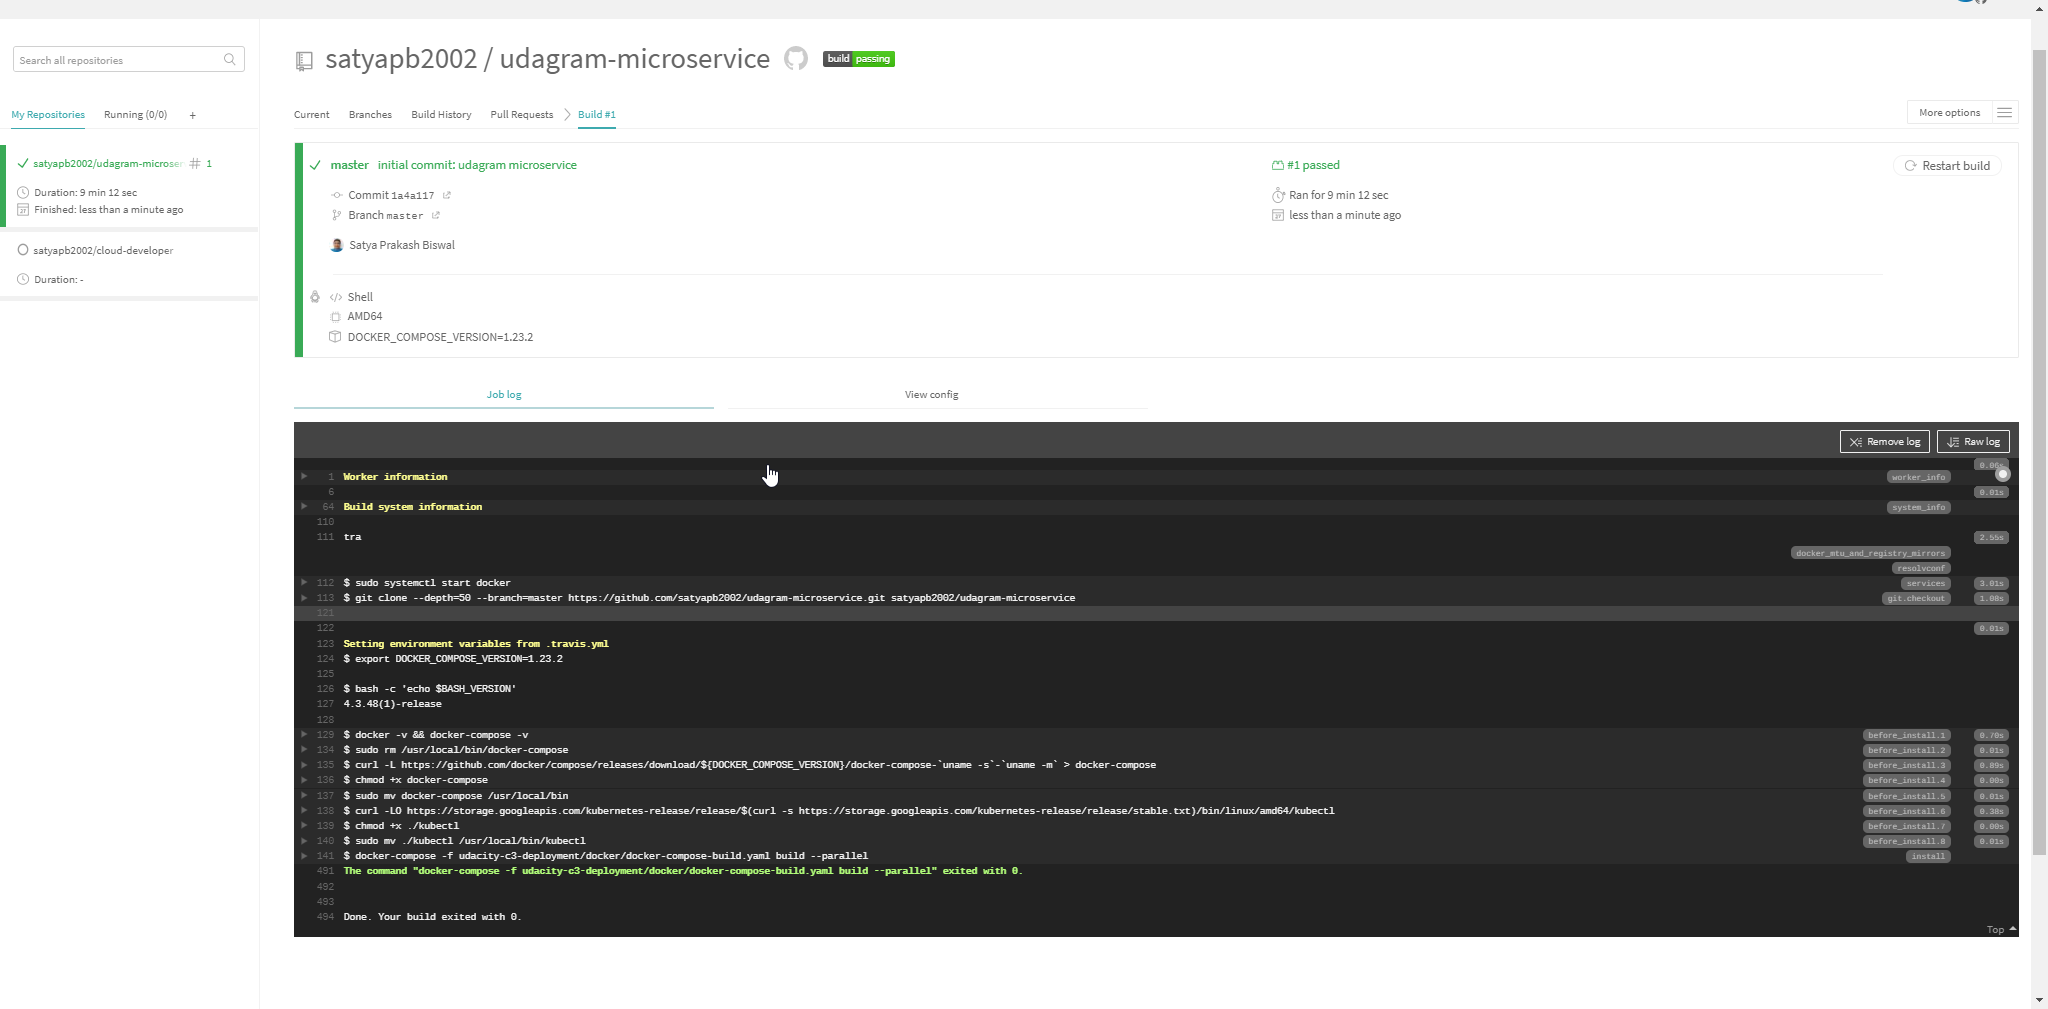 satyapb2002 / udagram-microservice
build passing
Search all repositories
My Repositories
Running (0/0)
+
Current
Branches
Build History
Pull Requests
Build #1
More options
satyapb2002/udagram-microser
# 1
Duration: 9 min 12 sec
Finished: less than a minute ago
satyapb2002/cloud-developer
Duration: -
master initial commit: udagram microservice
#1 passed
Restart build
Commit 1a4a117
Ran for 9 min 12 sec
Branch master
less than a minute ago
Satya Prakash Biswal
Shell
AMD64
DOCKER_COMPOSE_VERSION=1.23.2
Job log
View config
Remove log
Raw log
1 Worker information worker_info 0.06s
6 0.01s
64 Build system information system_info
110
111 tra 2.55s
docker_mtu_and_registry_mirrors
resolvconf
112 $ sudo systemctl start docker services 3.01s
113 $ git clone --depth=50 --branch=master https://github.com/satyapb2002/udagram-microservice.git satyapb2002/udagram-microservice git.checkout 1.08s
121
122 0.01s
123 Setting environment variables from .travis.yml
124 $ export DOCKER_COMPOSE_VERSION=1.23.2
125
126 $ bash -c 'echo $BASH_VERSION'
127 4.3.48(1)-release
128
129 $ docker -v && docker-compose -v before_install.1 0.70s
134 $ sudo rm /usr/local/bin/docker-compose before_install.2 0.01s
135 $ curl -L https://github.com/docker/compose/releases/download/${DOCKER_COMPOSE_VERSION}/docker-compose-`uname -s`-`uname -m` > docker-compose before_install.3 0.89s
136 $ chmod +x docker-compose before_install.4 0.00s
137 $ sudo mv docker-compose /usr/local/bin before_install.5 0.01s
138 $ curl -LO https://storage.googleapis.com/kubernetes-release/release/$(curl -s https://storage.googleapis.com/kubernetes-release/release/stable.txt)/bin/linux/amd64/kubectl before_install.6 0.38s
139 $ chmod +x ./kubectl before_install.7 0.00s
140 $ sudo mv ./kubectl /usr/local/bin/kubectl before_install.8 0.01s
141 $ docker-compose -f udacity-c3-deployment/docker/docker-compose-build.yaml build --parallel install
491 The command "docker-compose -f udacity-c3-deployment/docker/docker-compose-build.yaml build --parallel" exited with 0.
492
493
494 Done. Your build exited with 0.
Top